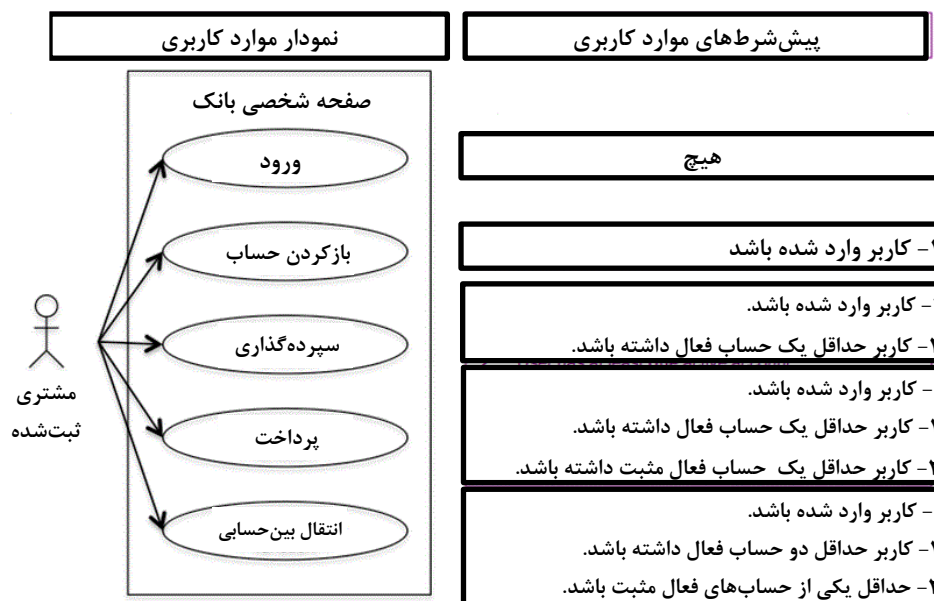 پیش‌شرط‌های موارد کاربری
نمودار موارد کاربری
صفحه شخصی بانک
ورود
هیچ
بازکردن حساب
- کاربر وارد شده باشد
سپرده‌گذاری
- کاربر وارد شده باشد.
- کاربر حداقل یک حساب فعال داشته باشد.
پرداخت
- کاربر وارد شده باشد.
- کاربر حداقل یک حساب فعال داشته باشد.
- کاربر حداقل یک حساب فعال مثبت داشته باشد.
انتقال بین‌حسابی
- کاربر وارد شده باشد.
- کاربر حداقل دو حساب فعال داشته باشد.
- حداقل یکی از حساب‌های فعال مثبت باشد.
مشتری
ثبت‌شده